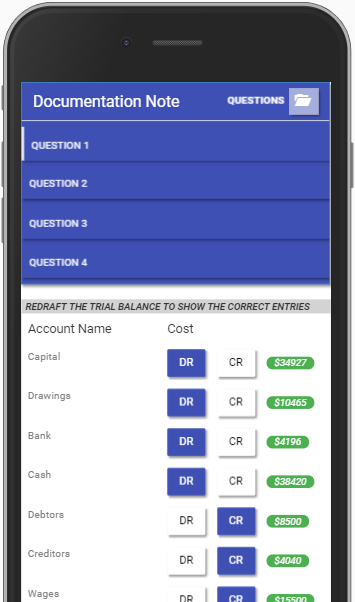 Documentation Note QUESTIONS
QUESTION 1
QUESTION 2
QUESTION 3
QUESTION 4
REDRAFT THE TRIAL BALANCE TO SHOW THE CORRECT ENTRIES
Account Name Cost
Capital DR CR $34927
Drawings DR CR $10465
Bank DR CR $4196
Cash DR CR $38420
Debtors DR CR $8500
Creditors DR CR $4040
Wages DR CR $15500